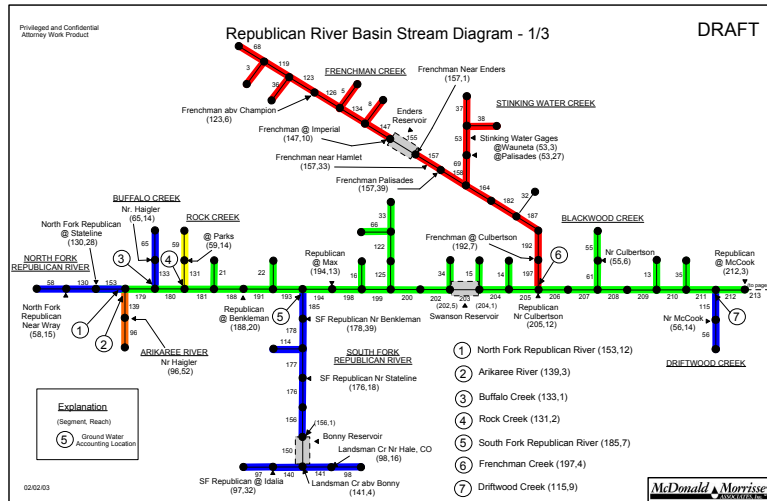 Privileged and Confidential
Attorney Work Product
Republican River Basin Stream Diagram - 1/3
DRAFT
68
3
119
36
123
126
5
134
8
147
155
157
158
164
182
187
32
192
197
37
38
53
69
FRENCHMAN CREEK
Frenchman Near Enders
(157,1)
Enders
Reservoir
STINKING WATER CREEK
Stinking Water Gages
@Wauneta (53,3)
@Palisades (53,27)
Frenchman abv Champion
(123,6)
Frenchman @ Imperial
(147,10)
Frenchman near Hamlet
(157,33)
Frenchman Palisades
(157,39)
BUFFALO CREEK
Nr. Haigler
(65,14)
ROCK CREEK
@ Parks
(59,14)
North Fork Republican
@ Stateline
(130,28)
NORTH FORK
REPUBLICAN RIVER
Republican
@ Max
(194,13)
Frenchman @ Culbertson
(192,7)
BLACKWOOD CREEK
Nr Culbertson
(55,6)
Republican
@ McCook
(212,3)
65
133
59
131
21
22
16
33
66
122
125
34
15
14
55
61
13
35
3
4
58
130
153
179
180
181
188
191
193
185
194
198
199
200
202
203
204
205
206
208
209
210
211
212
213
to page
(202,5)
(204,1)
Swanson Reservoir
Republican
Nr Culbertson
(205,12)
6
7
5
1
2
North Fork
Republican
Near Wray
(58,15)
139
96
ARIKAREE RIVER
Nr Haigler
(96,52)
Republican
@ Benkleman
(188,20)
SF Republican Nr Benkleman
(178,39)
178
114
177
176
156
SOUTH FORK
REPUBLICAN RIVER
SF Republican Nr Stateline
(176,18)
(156,1)
Bonny Reservoir
150
Landsman Cr Nr Hale, CO
(98,16)
97
140
141
98
SF Republican @ Idalia
(97,32)
Landsman Cr abv Bonny
(141,4)
115
56
Nr McCook
(56,14)
DRIFTWOOD CREEK
1 North Fork Republican River (153,12)
2 Arikaree River (139,3)
3 Buffalo Creek (133,1)
4 Rock Creek (131,2)
5 South Fork Republican River (185,7)
6 Frenchman Creek (197,4)
7 Driftwood Creek (115,9)
Explanation
(Segment, Reach)
5 Ground Water
Accounting Location
02/02/03
McDonald Morrissey
ASSOCIATES, Inc.